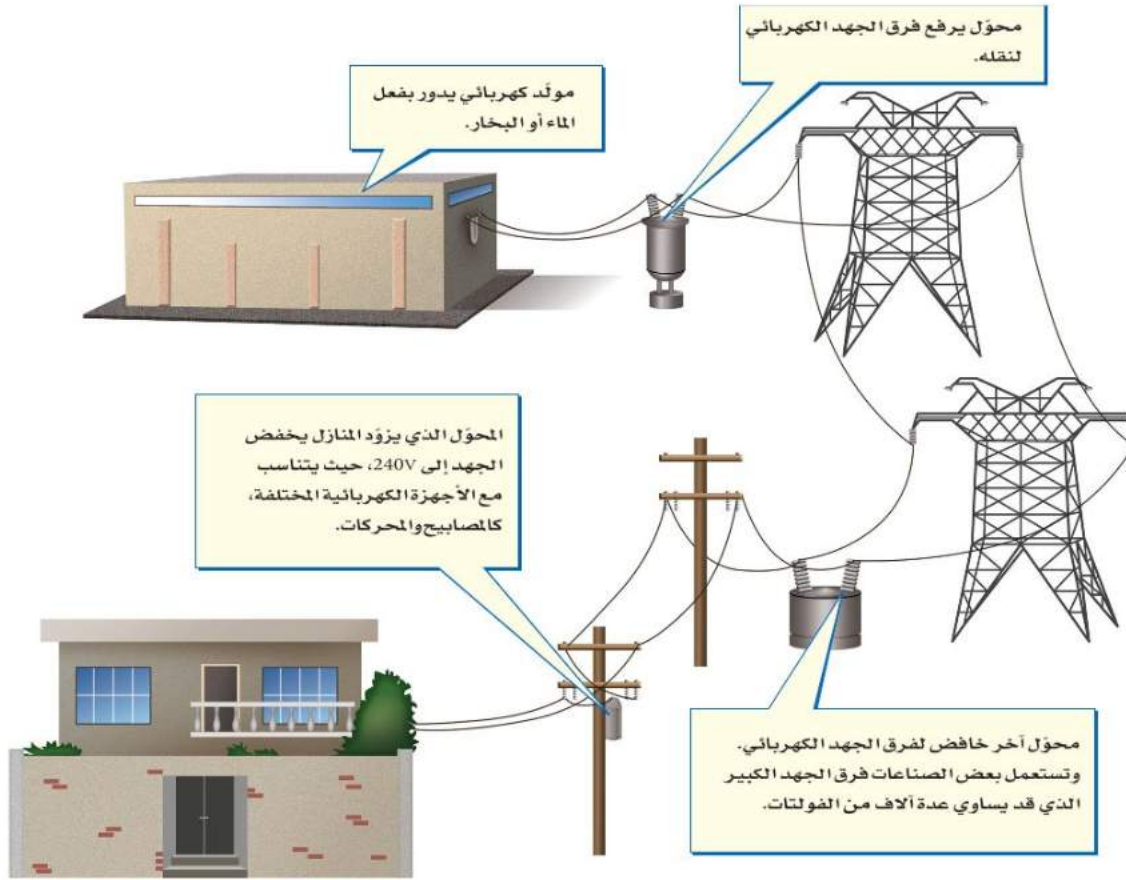 محوّل يرفع فرق الجهد الكهربائي
لنقله.
مولّد كهربائي يدور بفعل
الماء أو البخار.
المحوّل الذي يزوّد المنازل يخفض
الجهد إلى 240V، حيث يتناسب
مع الأجهزة الكهربائية المختلفة،
كالمصابيح والمحركات.
محوّل آخر خافض لفرق الجهد الكهربائي.
وتستعمل بعض الصناعات فرق الجهد الكبير
الذي قد يساوي عدة آلاف من الفولتات.